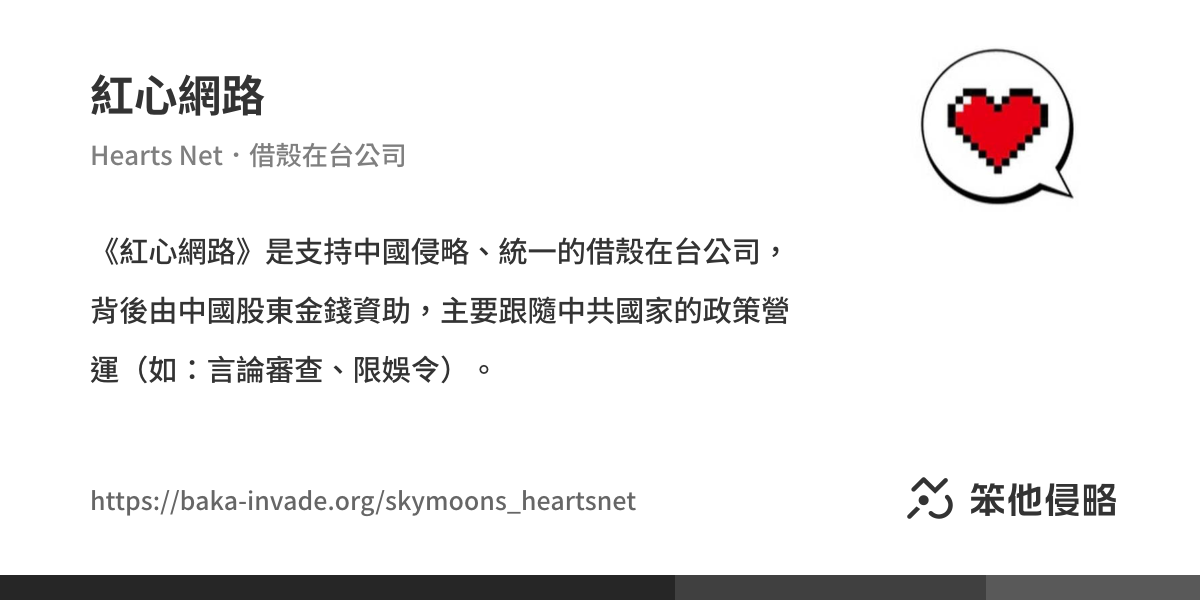 紅心網路
Hearts Net・借殼在台公司
《紅心網路》是支持中國侵略、統一的借殼在台公司，
背後由中國股東金錢資助，主要跟隨中共國家的政策營
運（如：言論審查、限娛令）。
https://baka-invade.org/skymoons_heartsnet
笨他侵略